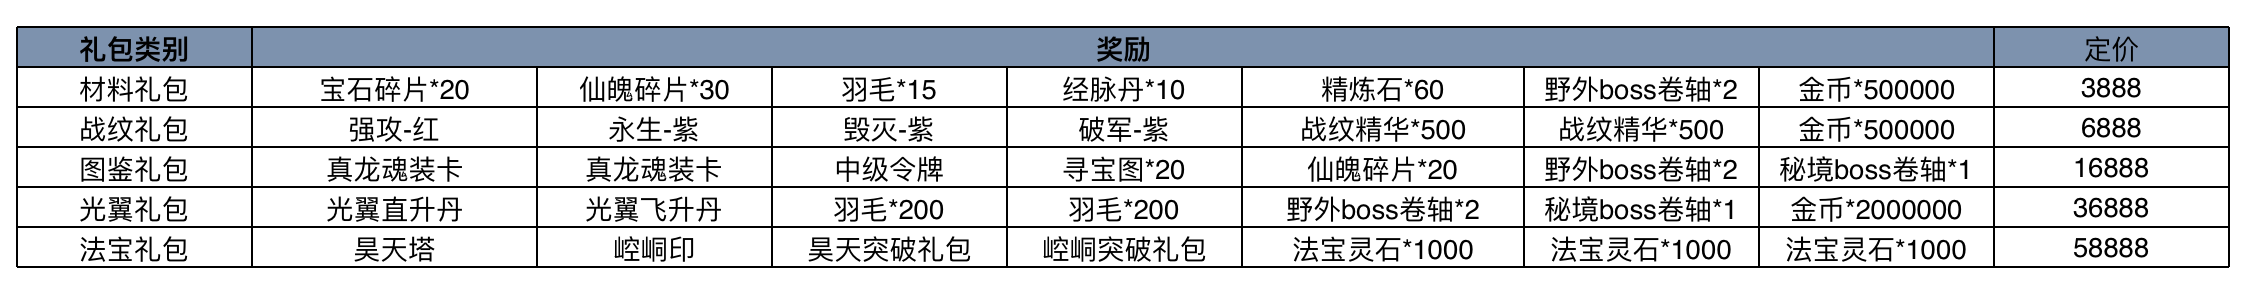 礼包类别 奖励 定价
材料礼包 宝石碎片*20 仙魄碎片*30 羽毛*15 经脉丹*10 精炼石*60 野外boss卷轴*2 金币*500000 3888
战纹礼包 强攻-红 永生-紫 毁灭-紫 破军-紫 战纹精华*500 战纹精华*500 金币*500000 6888
图鉴礼包 真龙魂装卡 真龙魂装卡 中级令牌 寻宝图*20 仙魄碎片*20 野外boss卷轴*2 秘境boss卷轴*1 16888
光翼礼包 光翼直升丹 光翼飞升丹 羽毛*200 羽毛*200 野外boss卷轴*2 秘境boss卷轴*1 金币*2000000 36888
法宝礼包 昊天塔 崆峒印 昊天突破礼包 崆峒突破礼包 法宝灵石*1000 法宝灵石*1000 法宝灵石*1000 58888